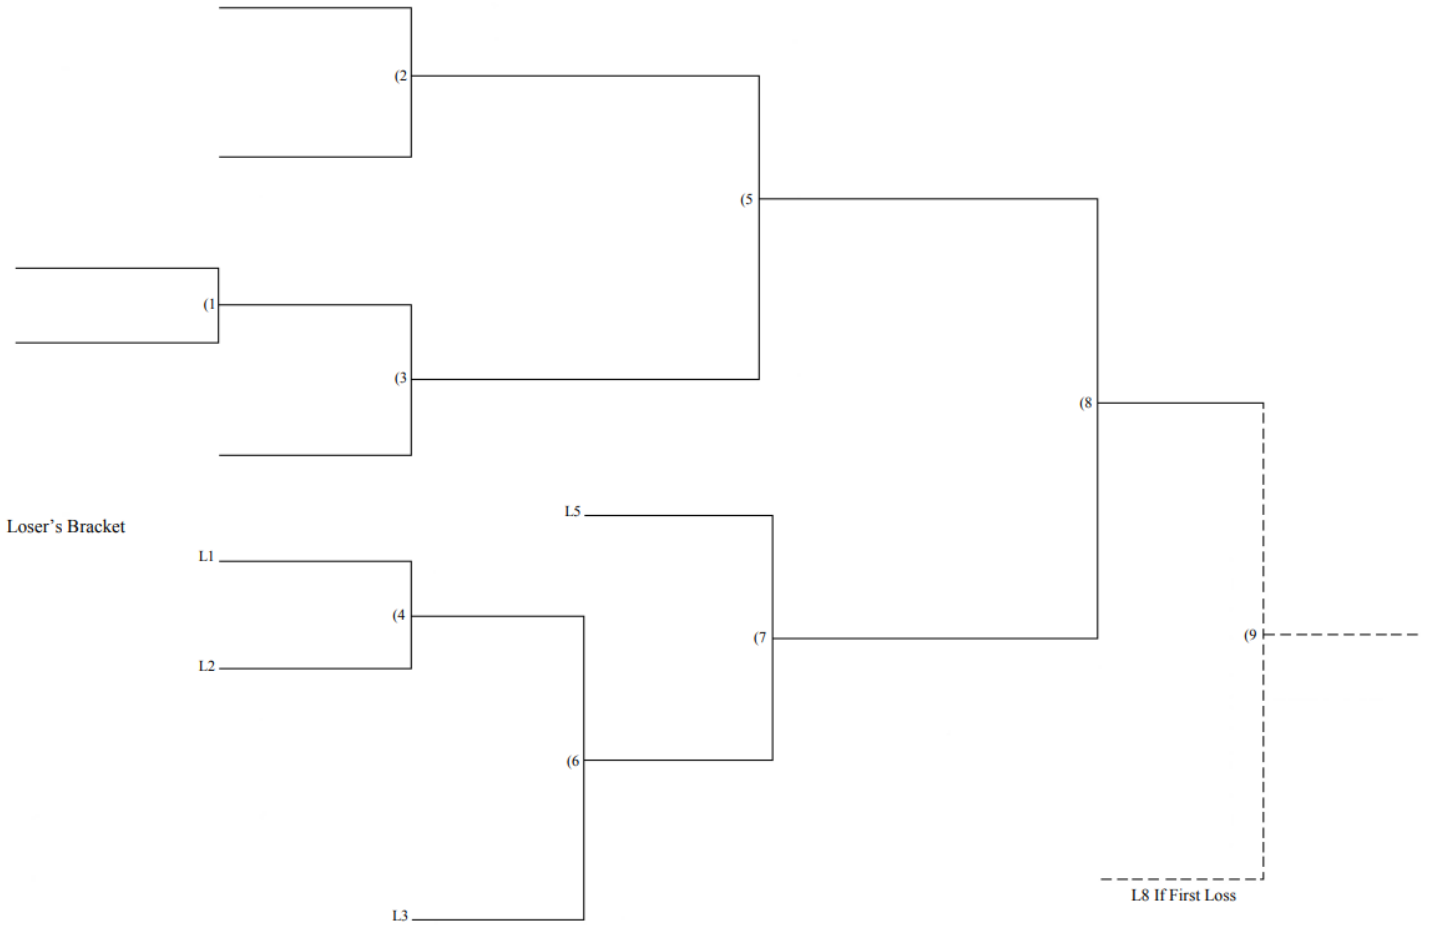 (2
(5
(1
(3
(8
L5
Loser’s Bracket
L1
(4
(9
(7
L2
(6
L8 If First Loss
L3